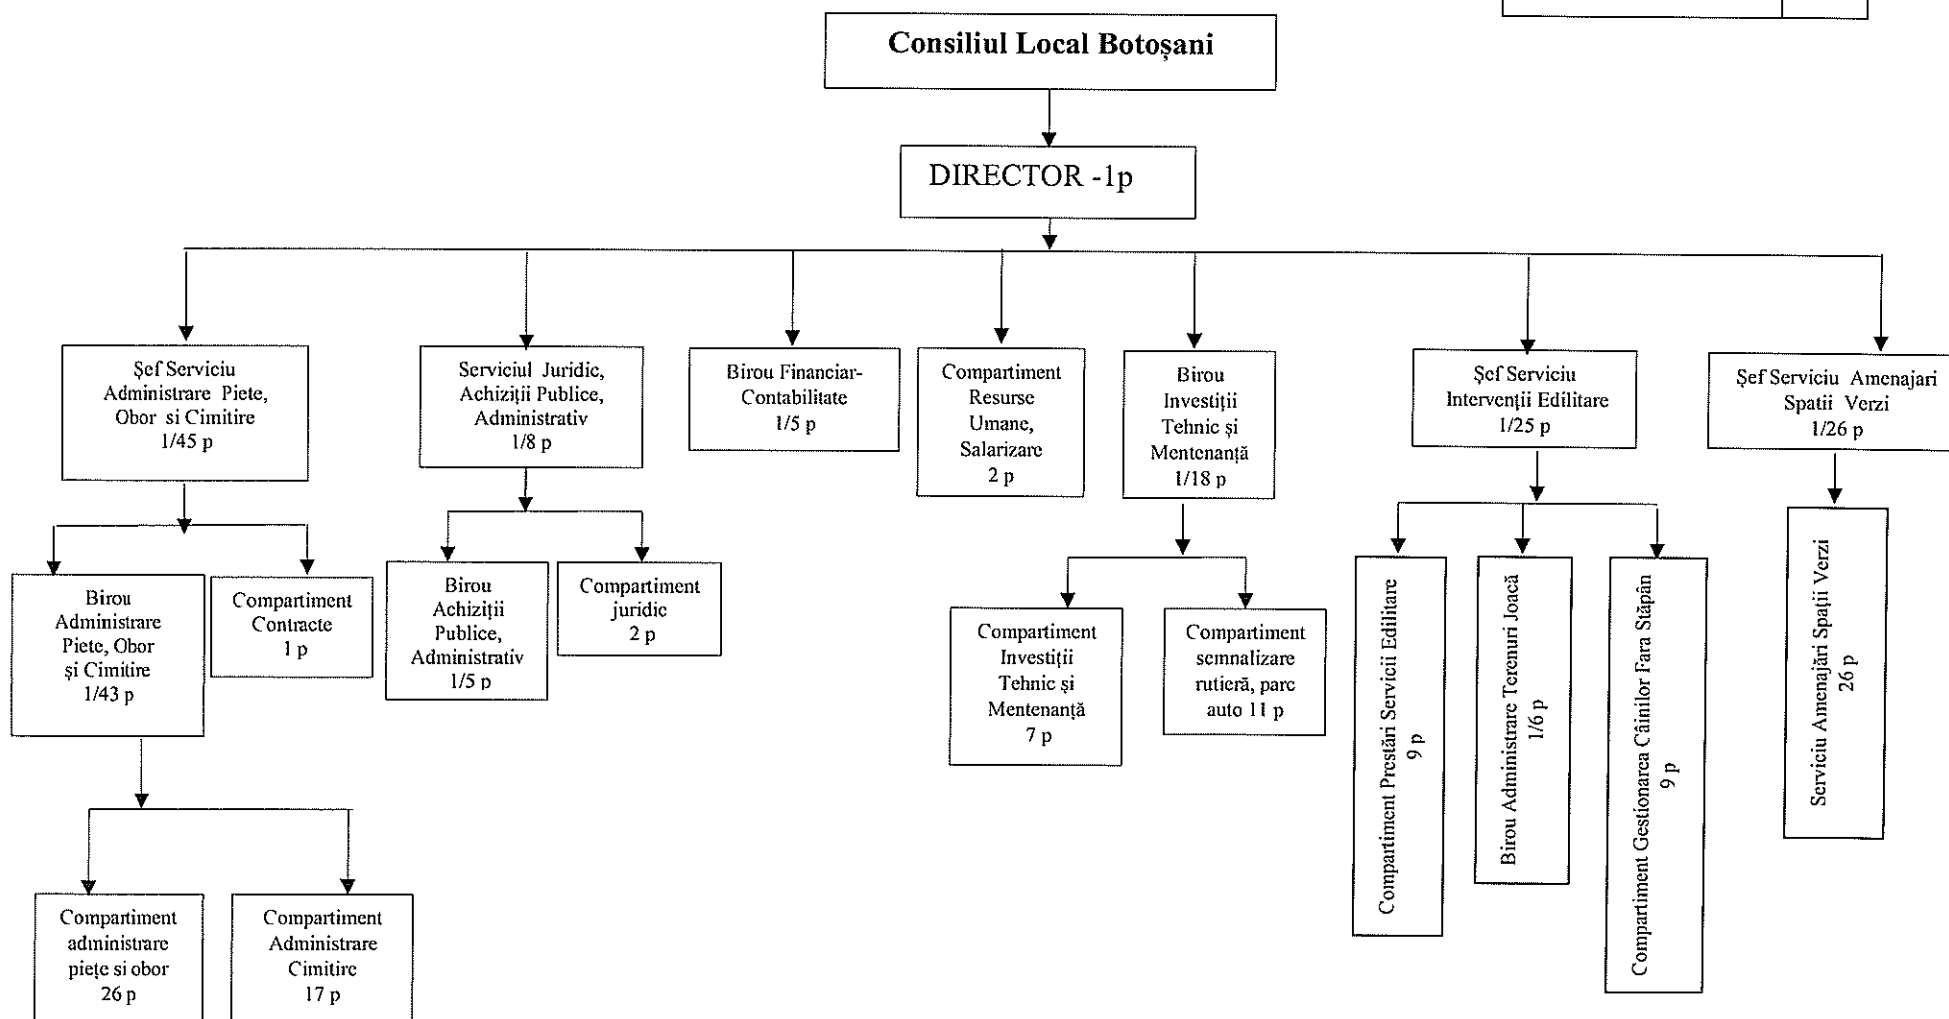 Consiliul Local Botoșani
DIRECTOR -1p
Șef Serviciu
Administrare Piete,
Obor si Cimitire
1/45 p
Serviciul Juridic,
Achiziții Publice,
Administrativ
1/8 p
Birou Financiar-
Contabilitate
1/5 p
Compartiment
Resurse
Umane,
Salarizare
2 p
Birou
Investiții
Tehnic și
Mentenanță
1/18 p
Șef Serviciu
Intervenții Edilitare
1/25 p
Șef Serviciu Amenajari
Spatii Verzi
1/26 p
Birou
Administrare
Piete, Obor
și Cimitire
1/43 p
Compartiment
Contracte
1 p
Birou
Achiziții
Publice,
Administrativ
1/5 p
Compartiment
juridic
2 p
Compartiment
Investiții
Tehnic și
Mentenanță
7 p
Compartiment
semnalizare
rutieră, parc
auto 11 p
Compartiment Prestări Servicii Edilitare
9 p
Birou Administrare Terenuri Joacă
1/6 p
Compartiment Gestionarea Câinilor Fara Stăpân
9 p
Serviciu Amenajări Spații Verzi
26 p
Compartiment
administrare
piețe si obor
26 p
Compartiment
Administrare
Cimitire
17 p